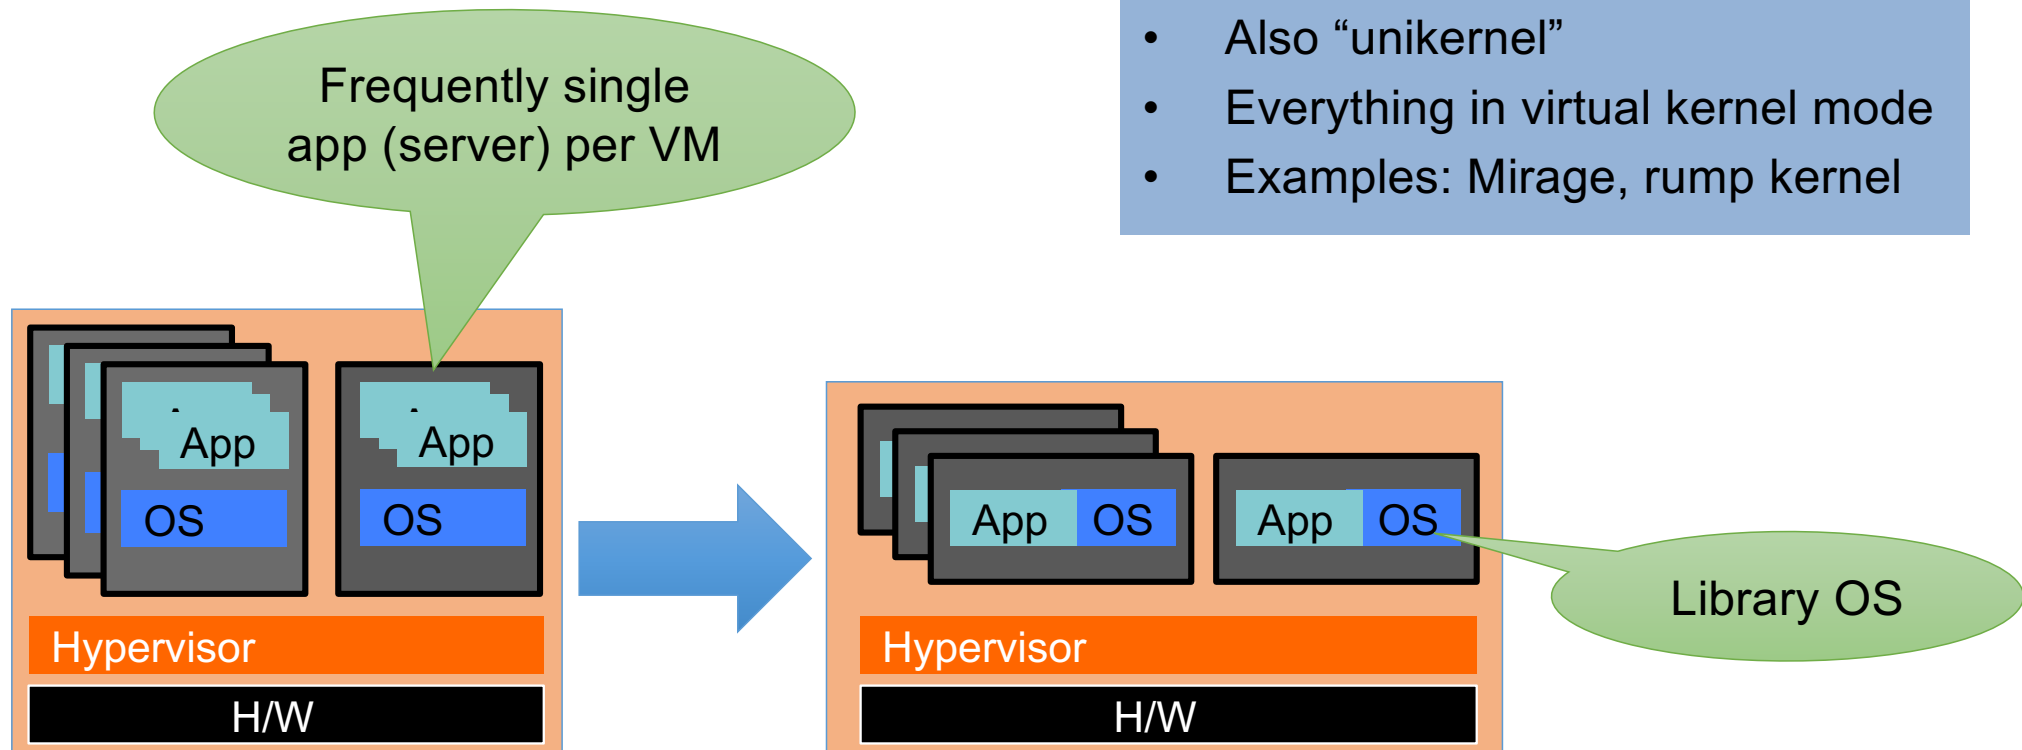 Frequently single
app (server) per VM
• Also “unikernel”
• Everything in virtual kernel mode
• Examples: Mirage, rump kernel
App
OS
App
OS
Hypervisor
H/W
App OS
App OS
Library OS
Hypervisor
H/W